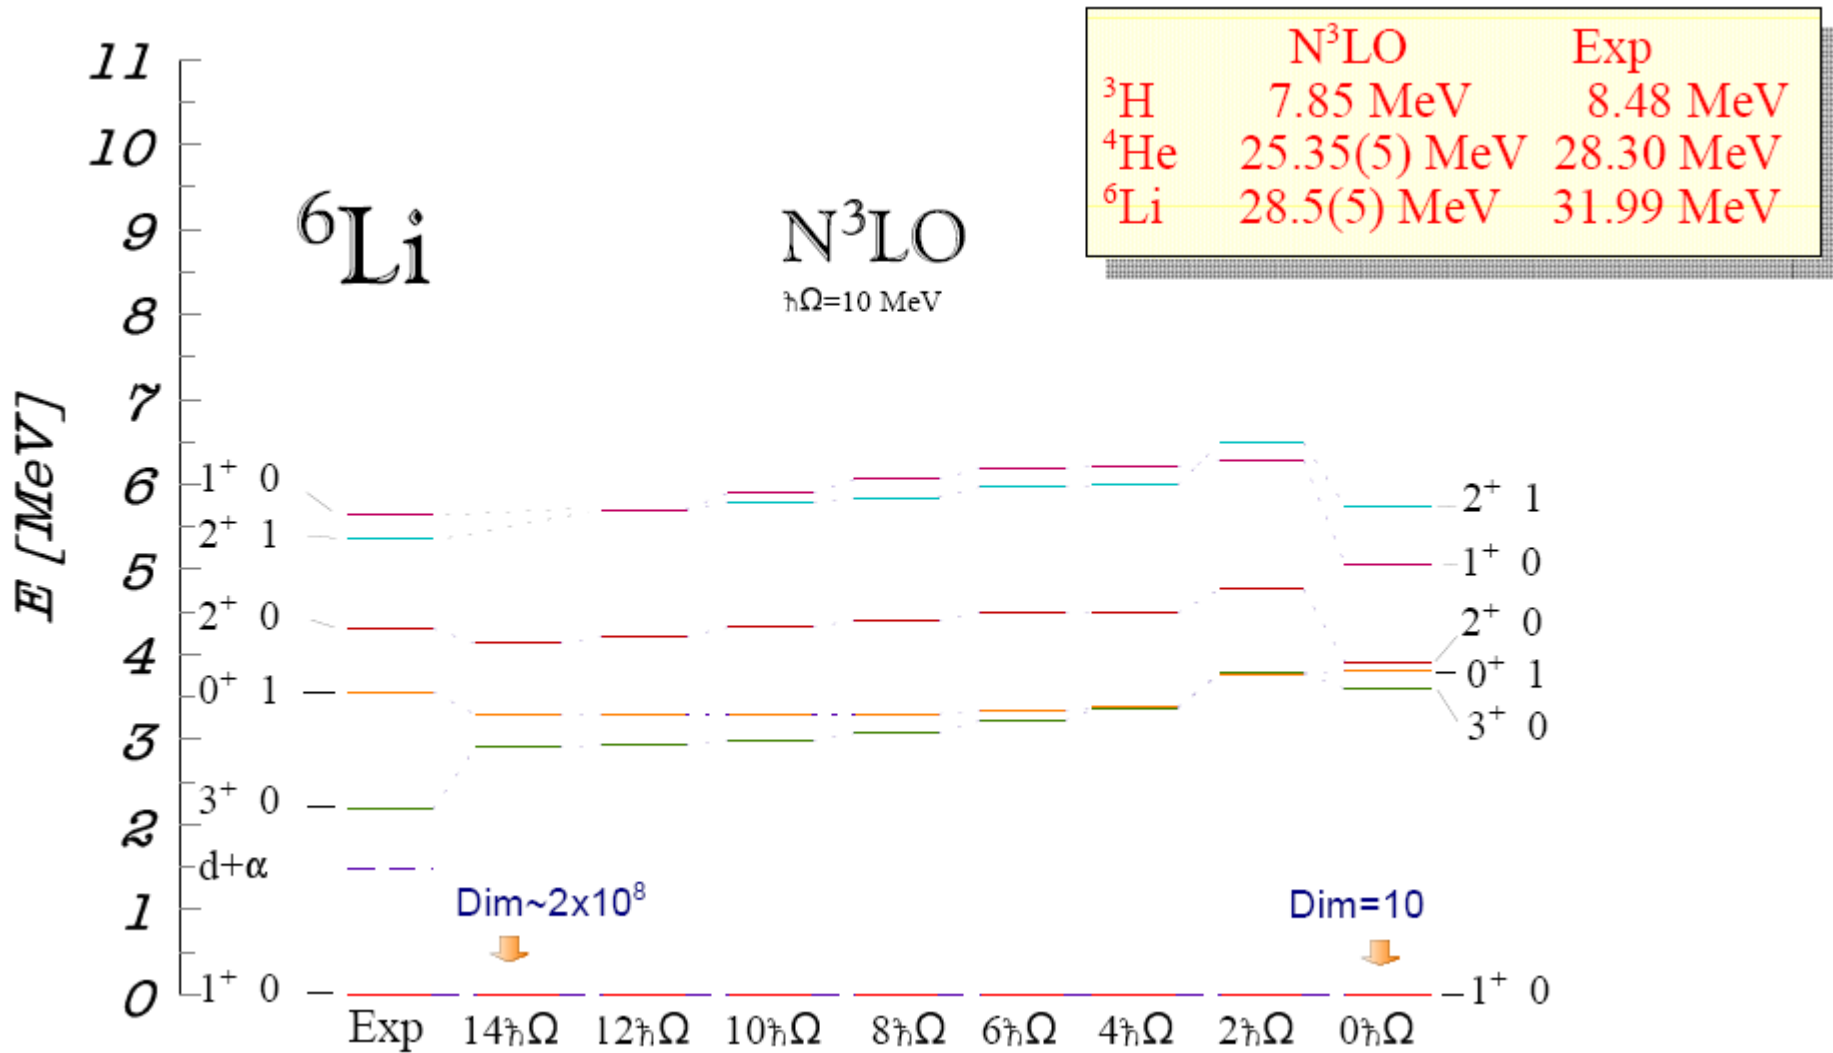 N³LO Exp
³H 7.85 MeV 8.48 MeV
⁴He 25.35(5) MeV 28.30 MeV
⁶Li 28.5(5) MeV 31.99 MeV
⁶Li
N³LO
ħΩ=10 MeV
E [MeV]
11
10
9
8
7
6
5
4
3
2
1
0
1⁺ 0
2⁺ 1
2⁺ 0
0⁺ 1
3⁺ 0
d+α
1⁺ 0
2⁺ 1
1⁺ 0
2⁺ 0
0⁺ 1
3⁺ 0
1⁺ 0
Dim~2x10⁸
Dim=10
Exp 14ħΩ 12ħΩ 10ħΩ 8ħΩ 6ħΩ 4ħΩ 2ħΩ 0ħΩ